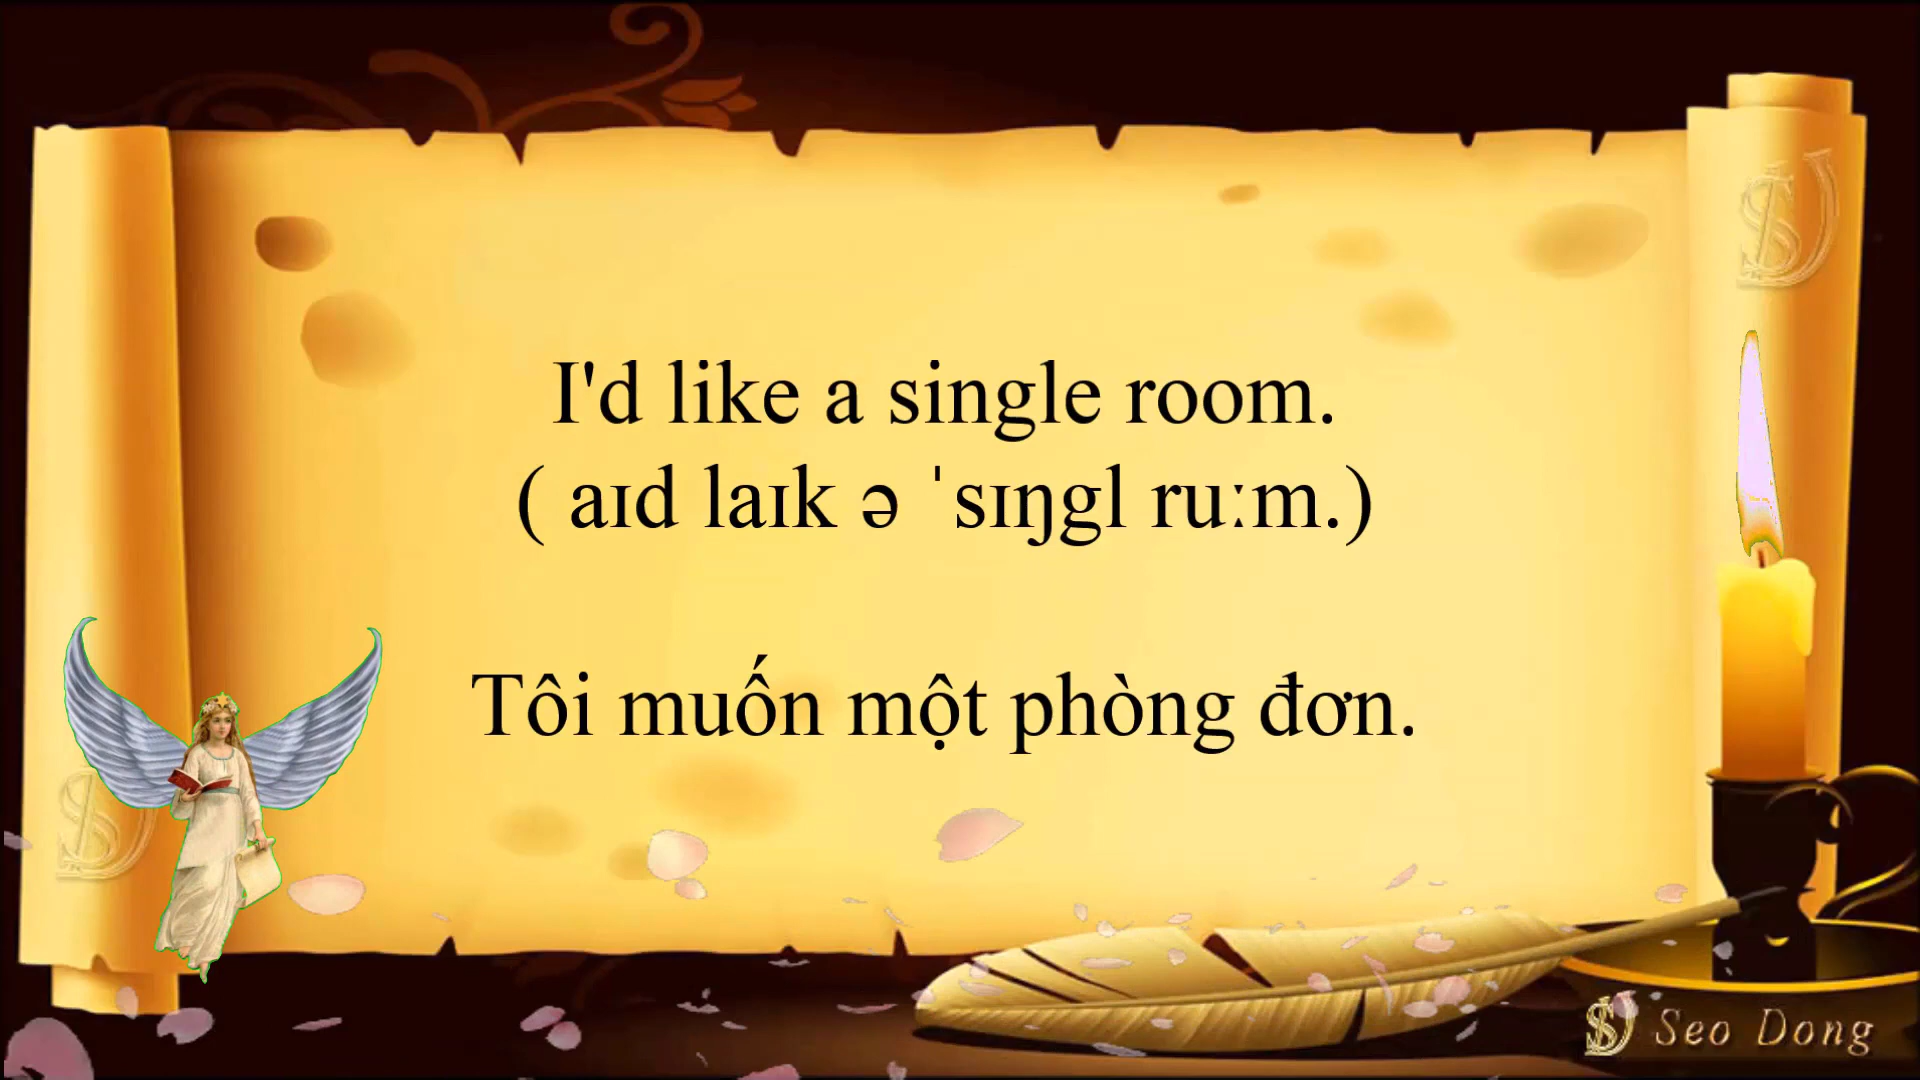 I'd like a single room.
( aɪd laɪk ə ˈsɪŋgl ruːm.)
Tôi muốn một phòng đơn.
Seo Dong